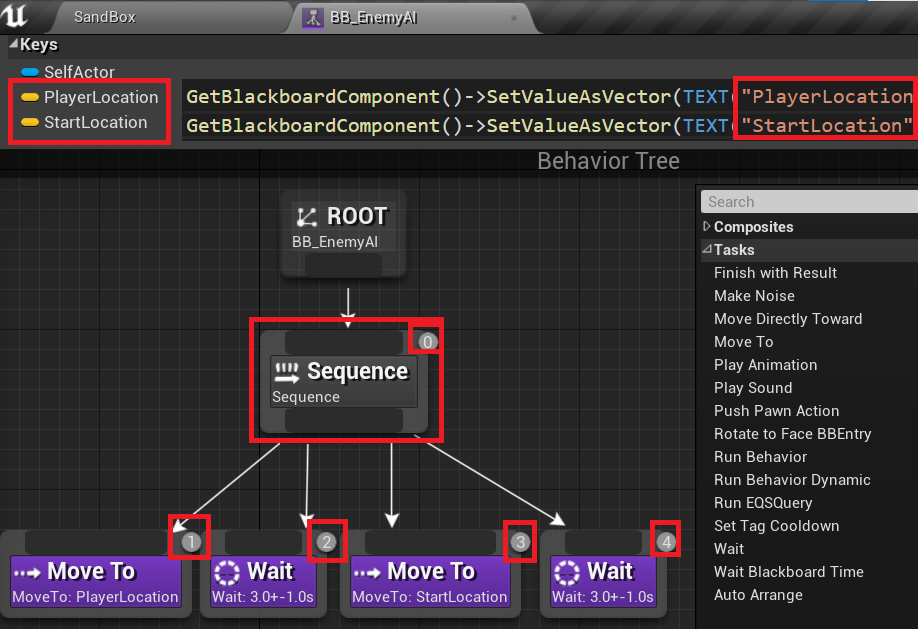 SandBox
BB_EnemyAI
Keys
SelfActor
PlayerLocation
StartLocation
GetBlackboardComponent()->SetValueAsVector(TEXT("PlayerLocation
GetBlackboardComponent()->SetValueAsVector(TEXT("StartLocation"
Behavior Tree
ROOT
BB_EnemyAI
0
Sequence
Sequence
1
Move To
MoveTo: PlayerLocation
2
Wait
Wait: 3.0+-1.0s
3
Move To
MoveTo: StartLocation
4
Wait
Wait: 3.0+-1.0s
Search
Composites
Tasks
Finish with Result
Make Noise
Move Directly Toward
Move To
Play Animation
Play Sound
Push Pawn Action
Rotate to Face BBEntry
Run Behavior
Run Behavior Dynamic
Run EQSQuery
Set Tag Cooldown
Wait
Wait Blackboard Time
Auto Arrange